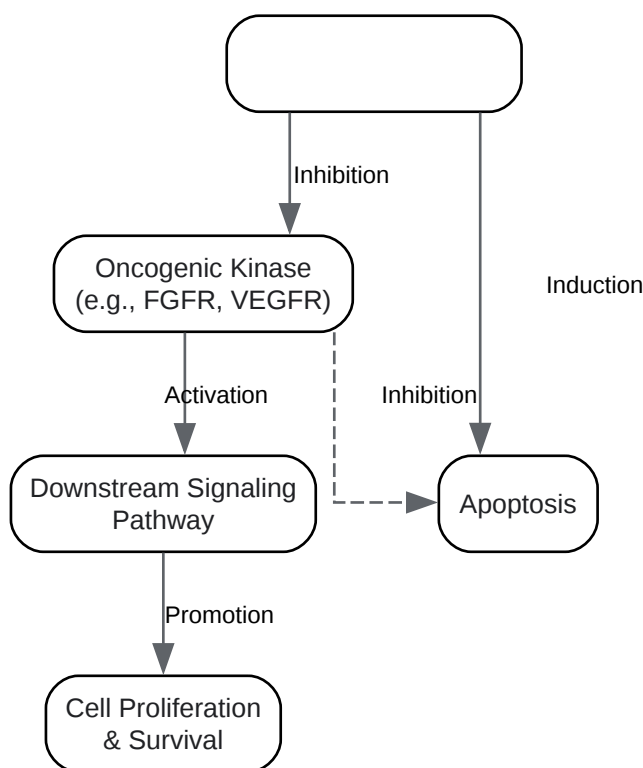 Inhibition
Oncogenic Kinase
(e.g., FGFR, VEGFR)
Induction
Activation
Inhibition
Downstream Signaling
Pathway
Apoptosis
Promotion
Cell Proliferation
& Survival